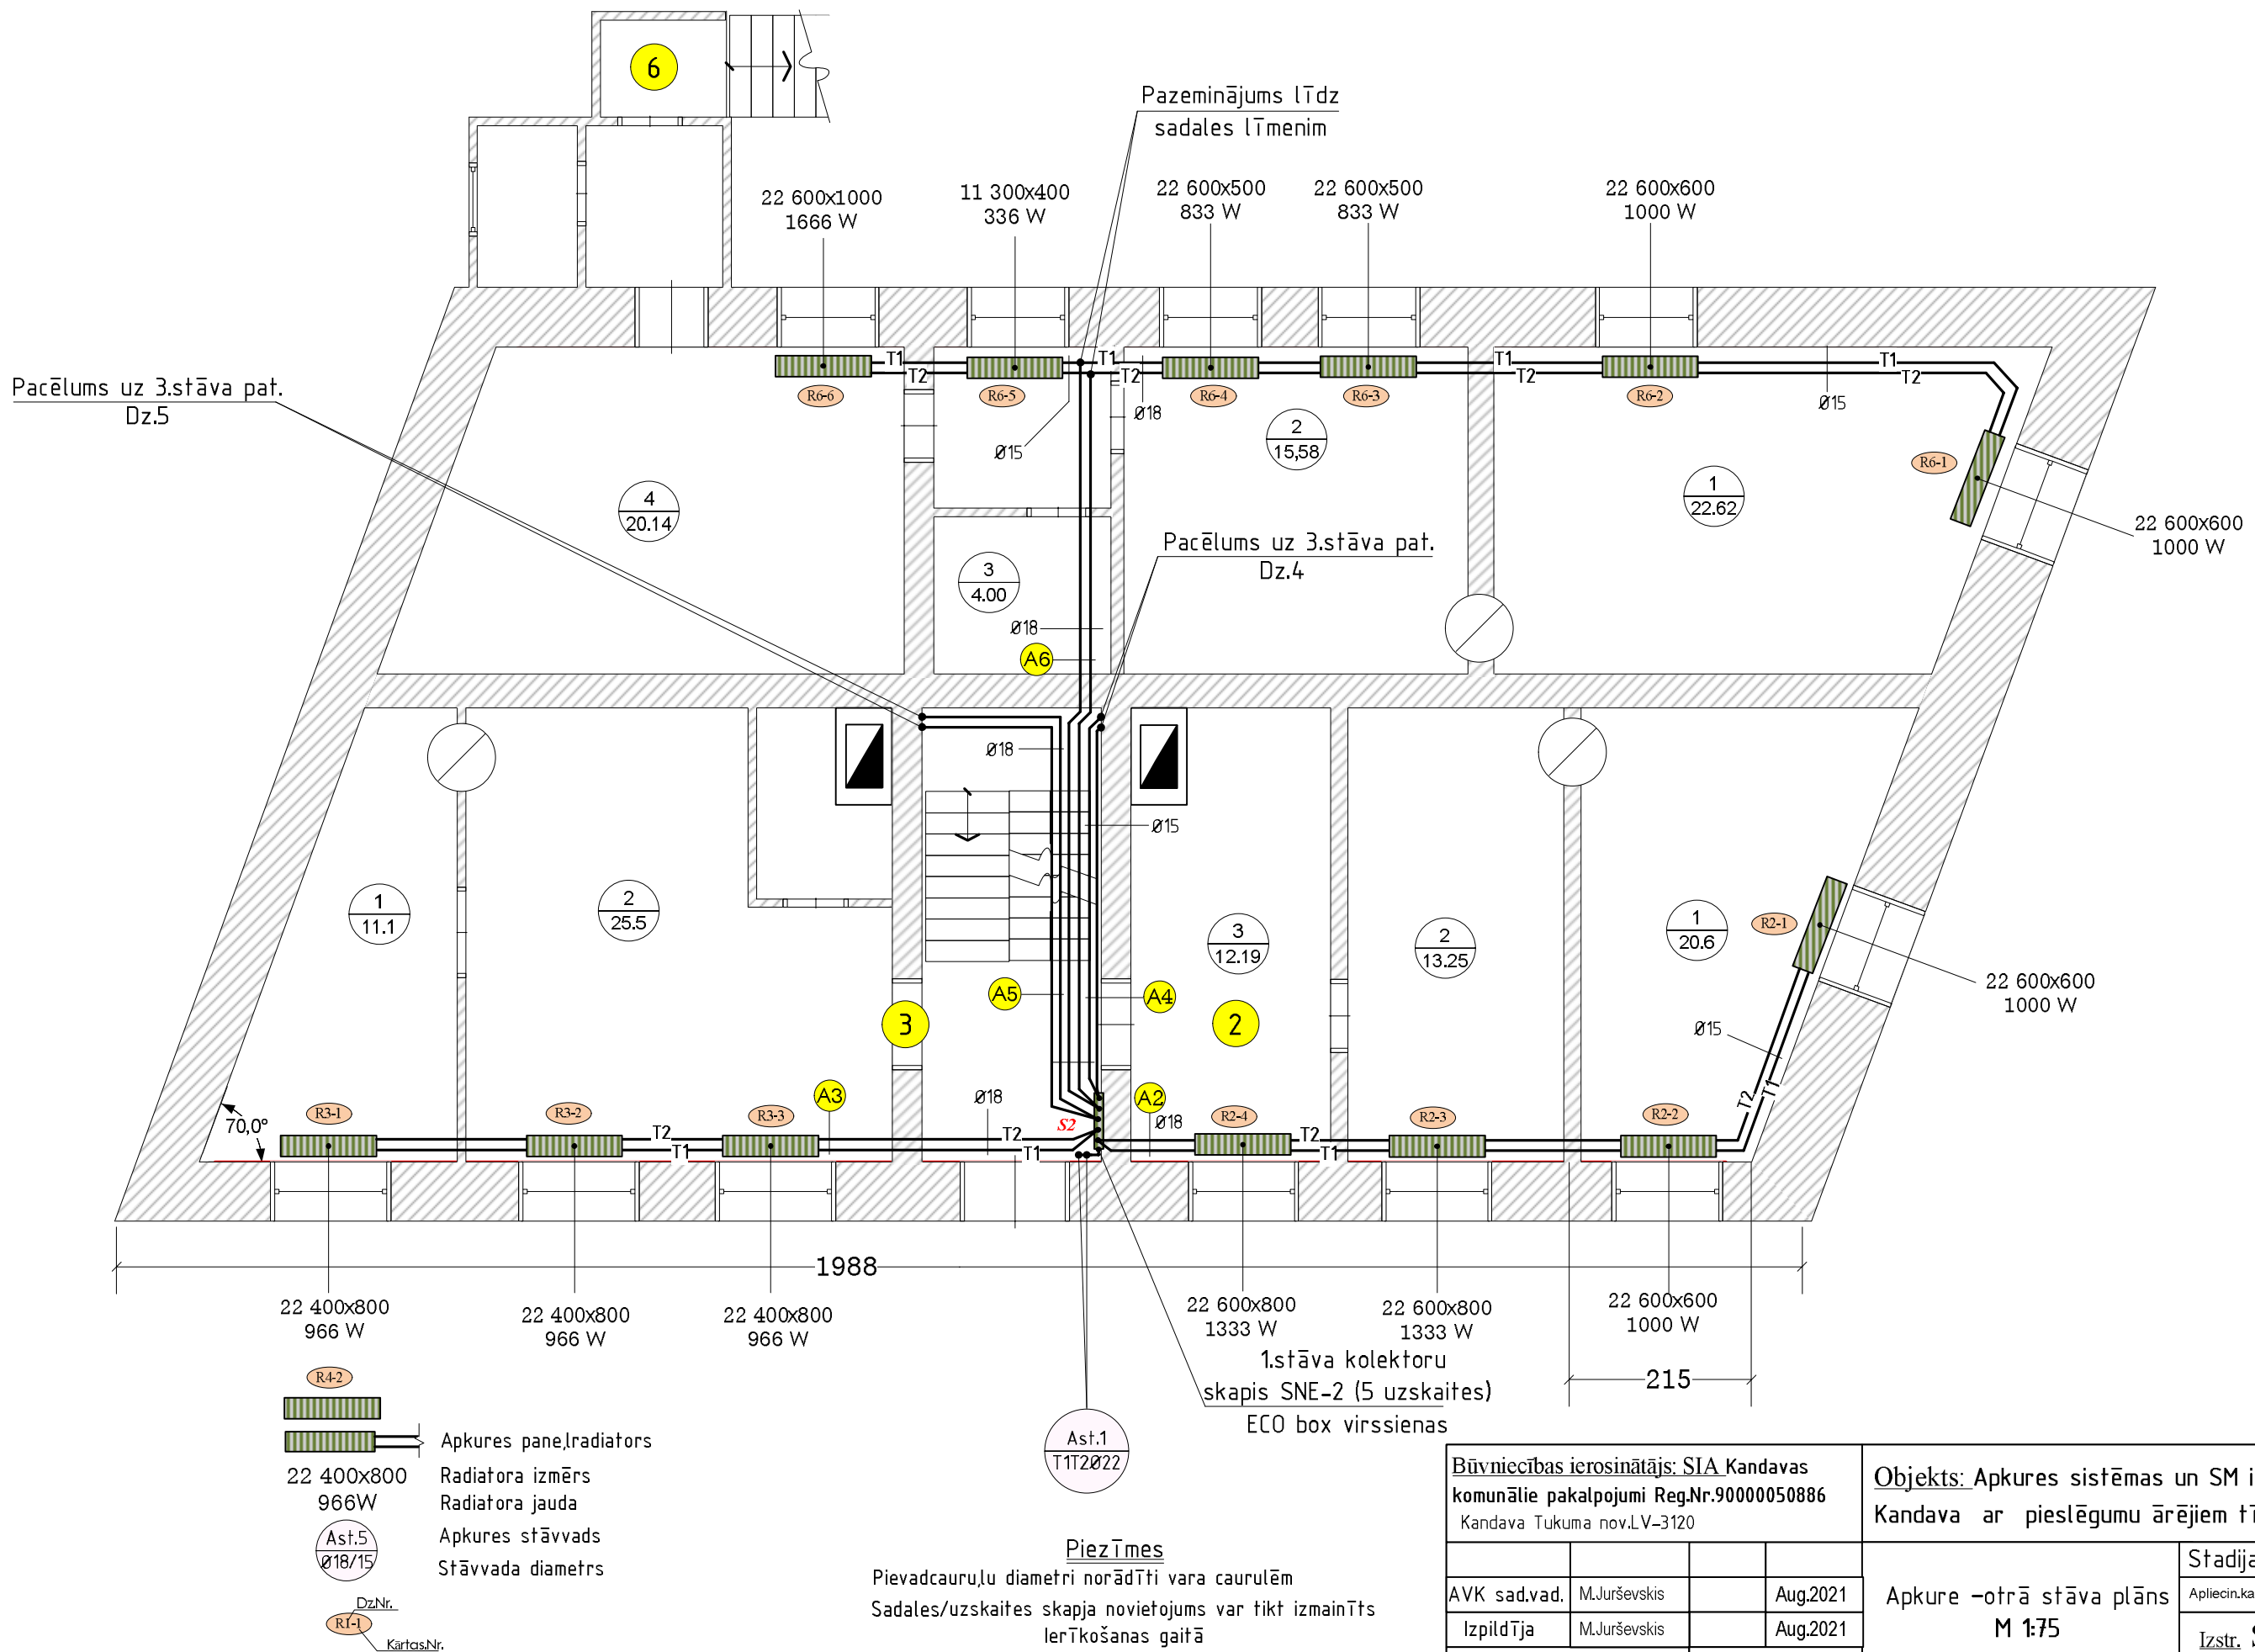 6
Pazeminājums līdz
sadales līmenim
22 600x1000
1666 W
11 300x400
336 W
22 600x500
833 W
22 600x500
833 W
22 600x600
1000 W
T1
T2
T1
T2
T1
T2
T1
T2
Pacēlums uz 3.stāva pat.
Dz.5
R6-6
R6-5
R6-4
R6-3
R6-2
Ø18
Ø15
Ø15
2
15,58
R6-1
4
20.14
1
22.62
22 600x600
1000 W
Pacēlums uz 3.stāva pat.
Dz.4
3
4.00
Ø18
A6
Ø18
Ø15
1
11.1
2
25.5
3
12.19
2
13.25
1
20.6
R2-1
22 600x600
1000 W
A5
A4
3
2
Ø15
A3
Ø18
A2
Ø18
S2
R3-1
R3-2
R3-3
R2-4
R2-3
R2-2
70,0°
T2
T1
T2
T1
T2
T1
T2
T1
1988
22 400x800
966 W
22 400x800
966 W
22 400x800
966 W
22 600x800
1333 W
22 600x800
1333 W
22 600x600
1000 W
1.stāva kolektoru
skapis SNE-2 (5 uzskaites)
ECO box virssienas
215
R4-2
Apkures pane,lradiators
22 400x800
Radiatora izmērs
966W
Radiatora jauda
Ast.5
Ø18/15
Apkures stāvvads
Stāvvada diametrs
Dz.Nr.
R1-1
Kārtas.Nr.
Ast.1
T1T2Ø22
Piezīmes
Pievadcauru,lu diametri norādīti vara caurulēm
Sadales/uzskaites skapja novietojums var tikt izmainīts
Ierīkošanas gaitā
Būvniecības ierosinātājs: SIA Kandavas
komunālie pakalpojumi Reg.Nr.90000050886
Kandava Tukuma nov.LV-3120
Objekts: Apkures sistēmas un SM i
Kandava ar pieslēgumu ārējiem tī
AVK sad.vad. M.Jurševskis Aug.2021
Izpildīja M.Jurševskis Aug.2021
Apkure -otrā stāva plāns
M 1:75
Stadija
Apliecin.ka
Izstr. S